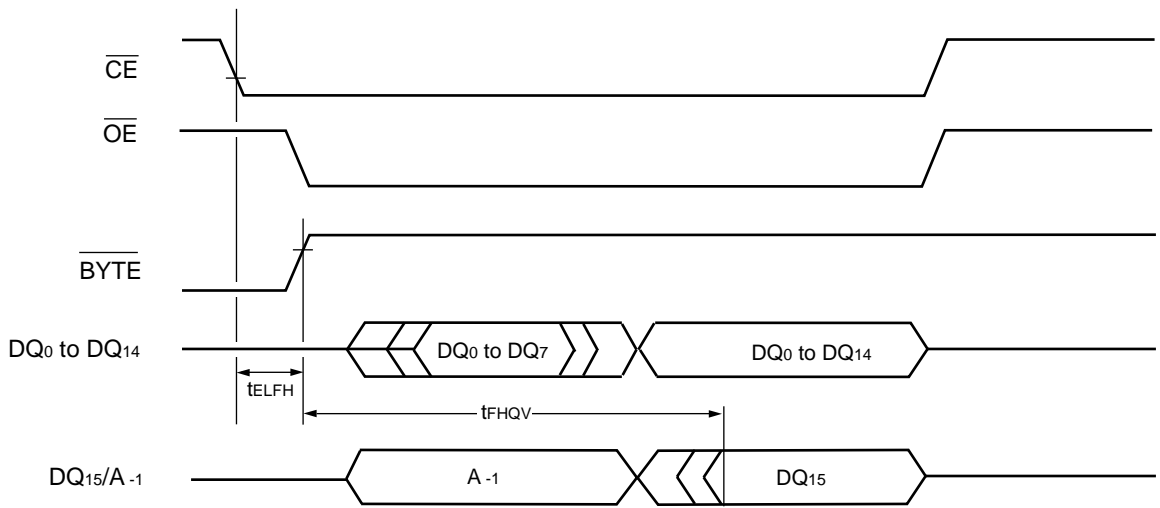 CE
OE
BYTE
DQ0 to DQ14
DQ0 to DQ7
DQ0 to DQ14
tELFH
tFHQV
DQ15/A -1
A -1
DQ15